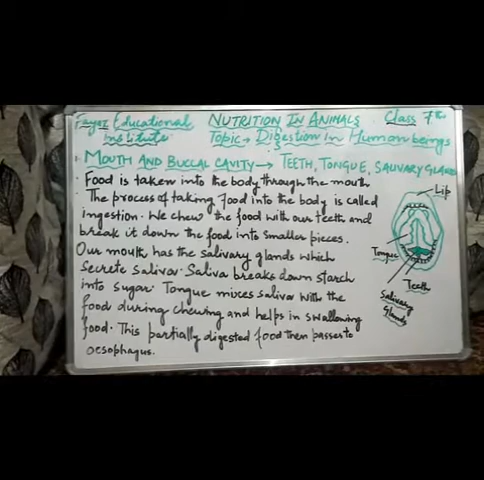 Fayaz Educational Institute
NUTRITION IN ANIMALS
Class 7th
Topic → Digestion In Human beings
MOUTH AND BUCCAL CAVITY → TEETH, TONGUE, SALIVARY GLAND
Food is taken into the body through the mouth
The process of taking Food into the body is called
ingestion. We chew the food with our teeth and
break it down the food into smaller pieces.
Our mouth has the salivary glands which
secrete saliva. Saliva breaks down starch
into sugar. Tongue mixes saliva with the
food during chewing and helps in swallowing
food. This partially digested food then passes to
oesophagus.
Lip
Tongue
Teeth
Salivary
Glands